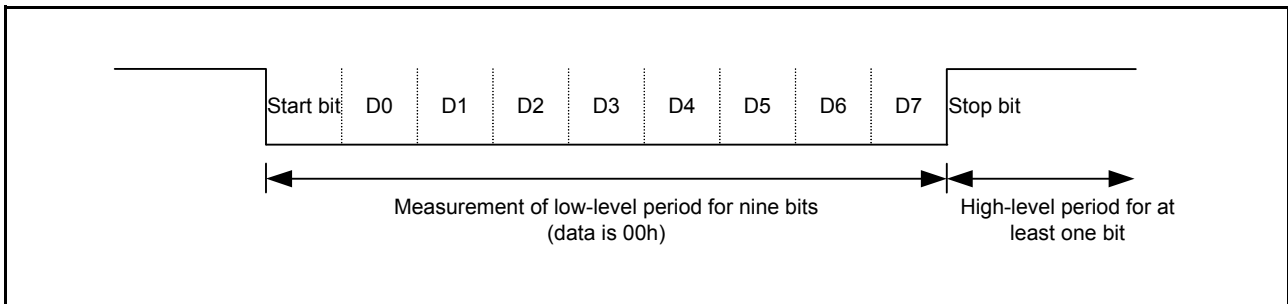 Start bit D0 D1 D2 D3 D4 D5 D6 D7 Stop bit
Measurement of low-level period for nine bits
(data is 00h)
High-level period for at
least one bit